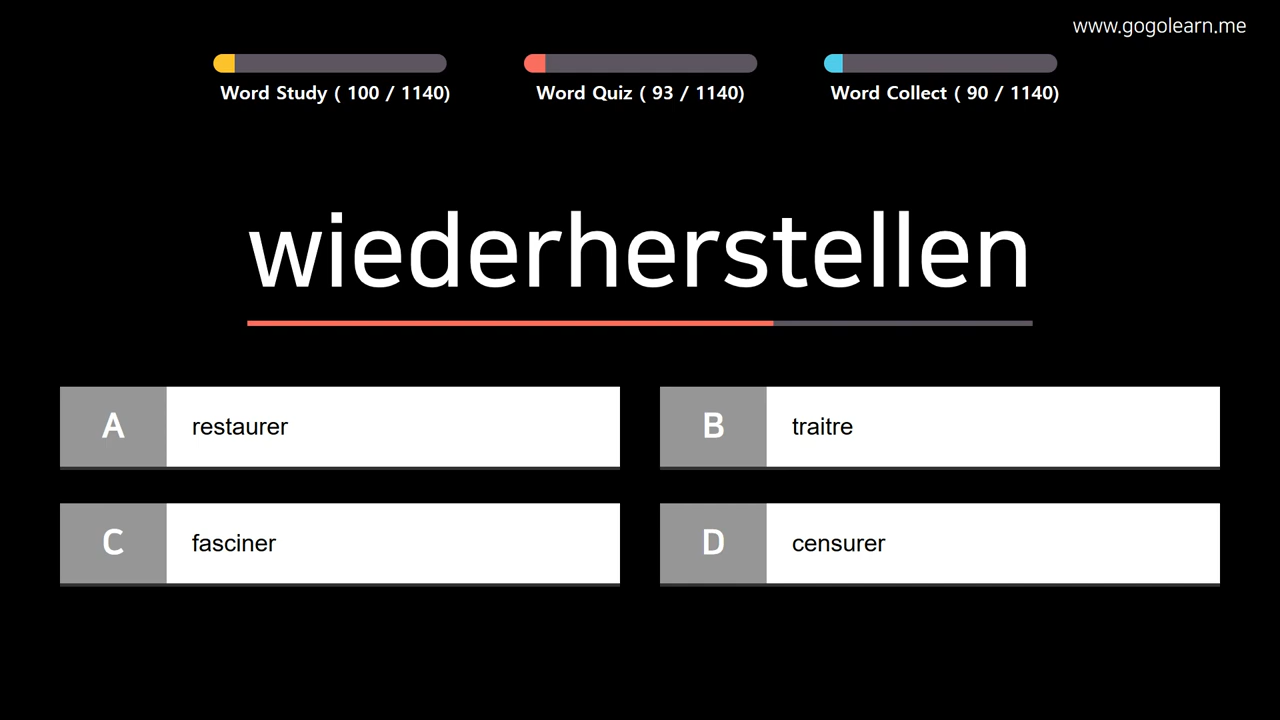 www.gogolearn.me
Word Study ( 100 / 1140)
Word Quiz ( 93 / 1140)
Word Collect ( 90 / 1140)
wiederherstellen
A restaurer
B traitre
C fasciner
D censurer